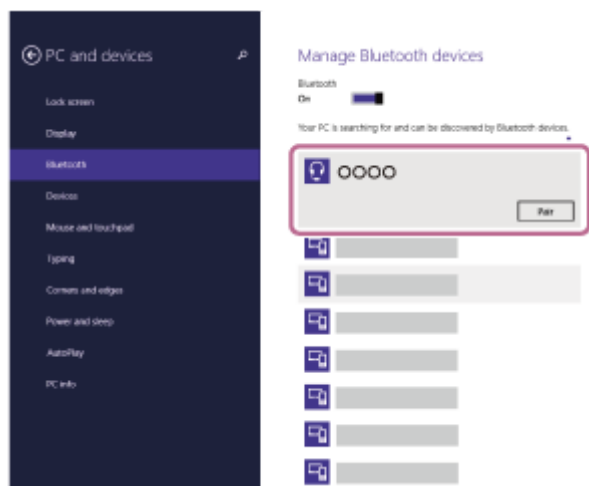 PC and devices
Lock screen
Display
Bluetooth
Devices
Mouse and touchpad
Typing
Corners and edges
Power and sleep
AutoPlay
PC info
Manage Bluetooth devices
Bluetooth
On
Your PC is searching for and can be discovered by Bluetooth devices.
OOOO
Pair